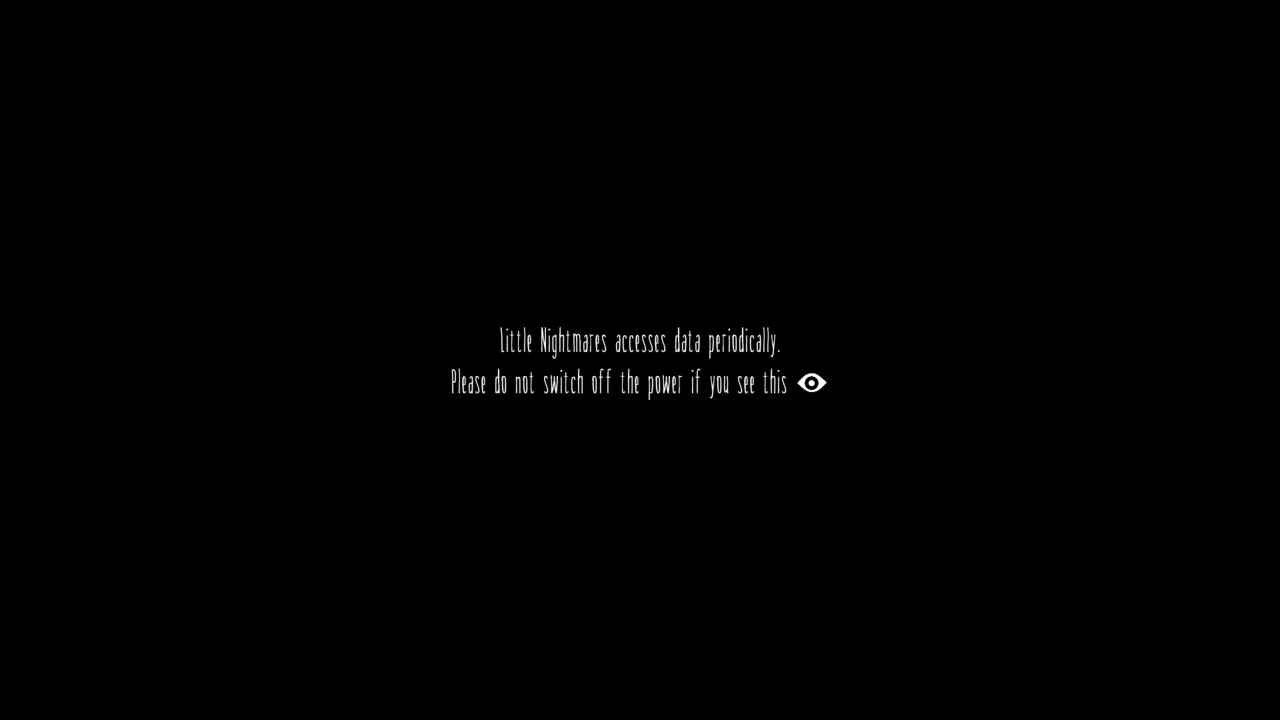 Little Nightmares accesses data periodically.
Please do not switch off the power if you see this